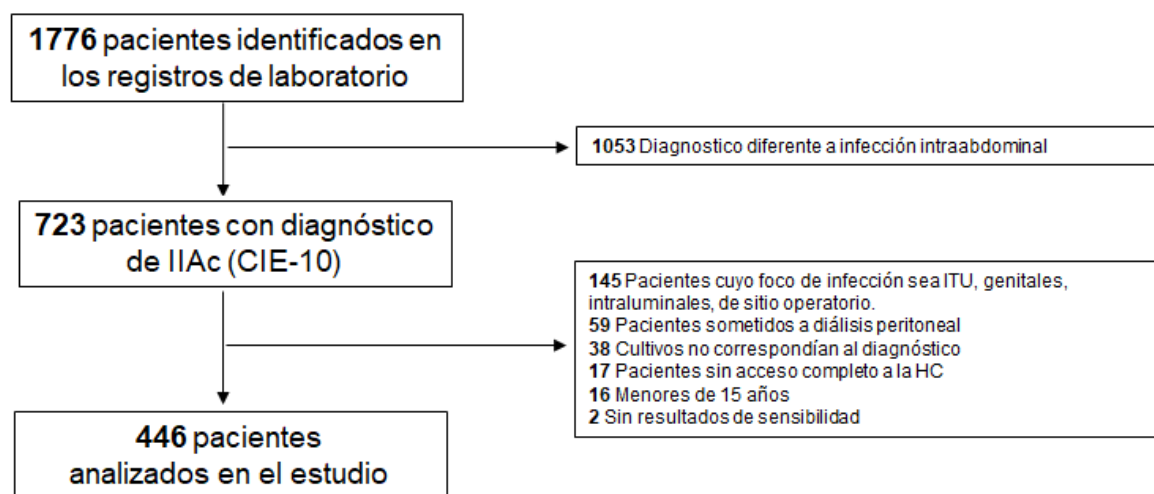 1776 pacientes identificados en
los registros de laboratorio
1053 Diagnostico diferente a infección intraabdominal
723 pacientes con diagnóstico
de IIAc (CIE-10)
145 Pacientes cuyo foco de infección sea ITU, genitales,
intraluminales, de sitio operatorio.
59 Pacientes sometidos a diálisis peritoneal
38 Cultivos no correspondían al diagnóstico
17 Pacientes sin acceso completo a la HC
16 Menores de 15 años
2 Sin resultados de sensibilidad
446 pacientes
analizados en el estudio